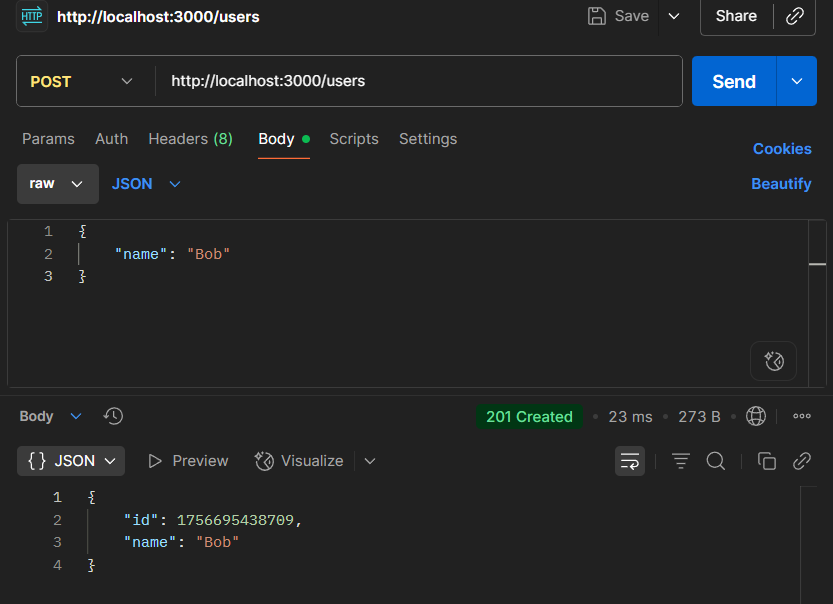 HTTP http://localhost:3000/users Save Share
POST http://localhost:3000/users Send
Params Auth Headers (8) Body Scripts Settings
Cookies
raw JSON Beautify
1 {
2 "name": "Bob"
3 }
Body 201 Created • 23 ms • 273 B •
{} JSON Preview Visualize
1 {
2 "id": 1756695438709,
3 "name": "Bob"
4 }